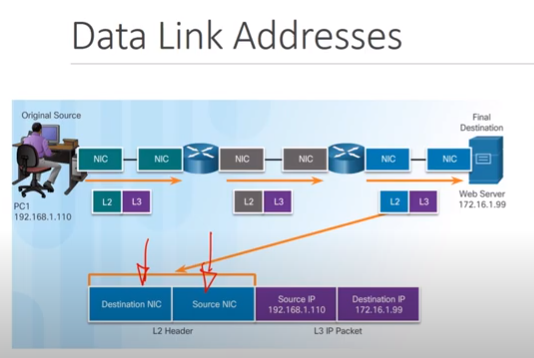 Data Link Addresses
Original Source
Final
Destination
NIC NIC NIC NIC NIC NIC
L2 L3 L2 L3 L2 L3
PC1
192.168.1.110
Web Server
172.16.1.99
Destination NIC Source NIC Source IP
192.168.1.110 Destination IP
172.16.1.99
L2 Header L3 IP Packet